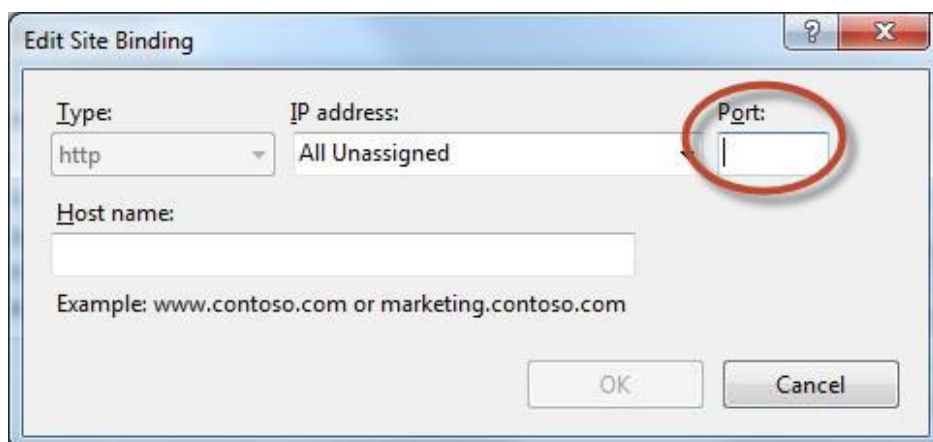 Edit Site Binding
Type: IP address: Port:
http All Unassigned
Host name:
Example: www.contoso.com or marketing.contoso.com
OK Cancel